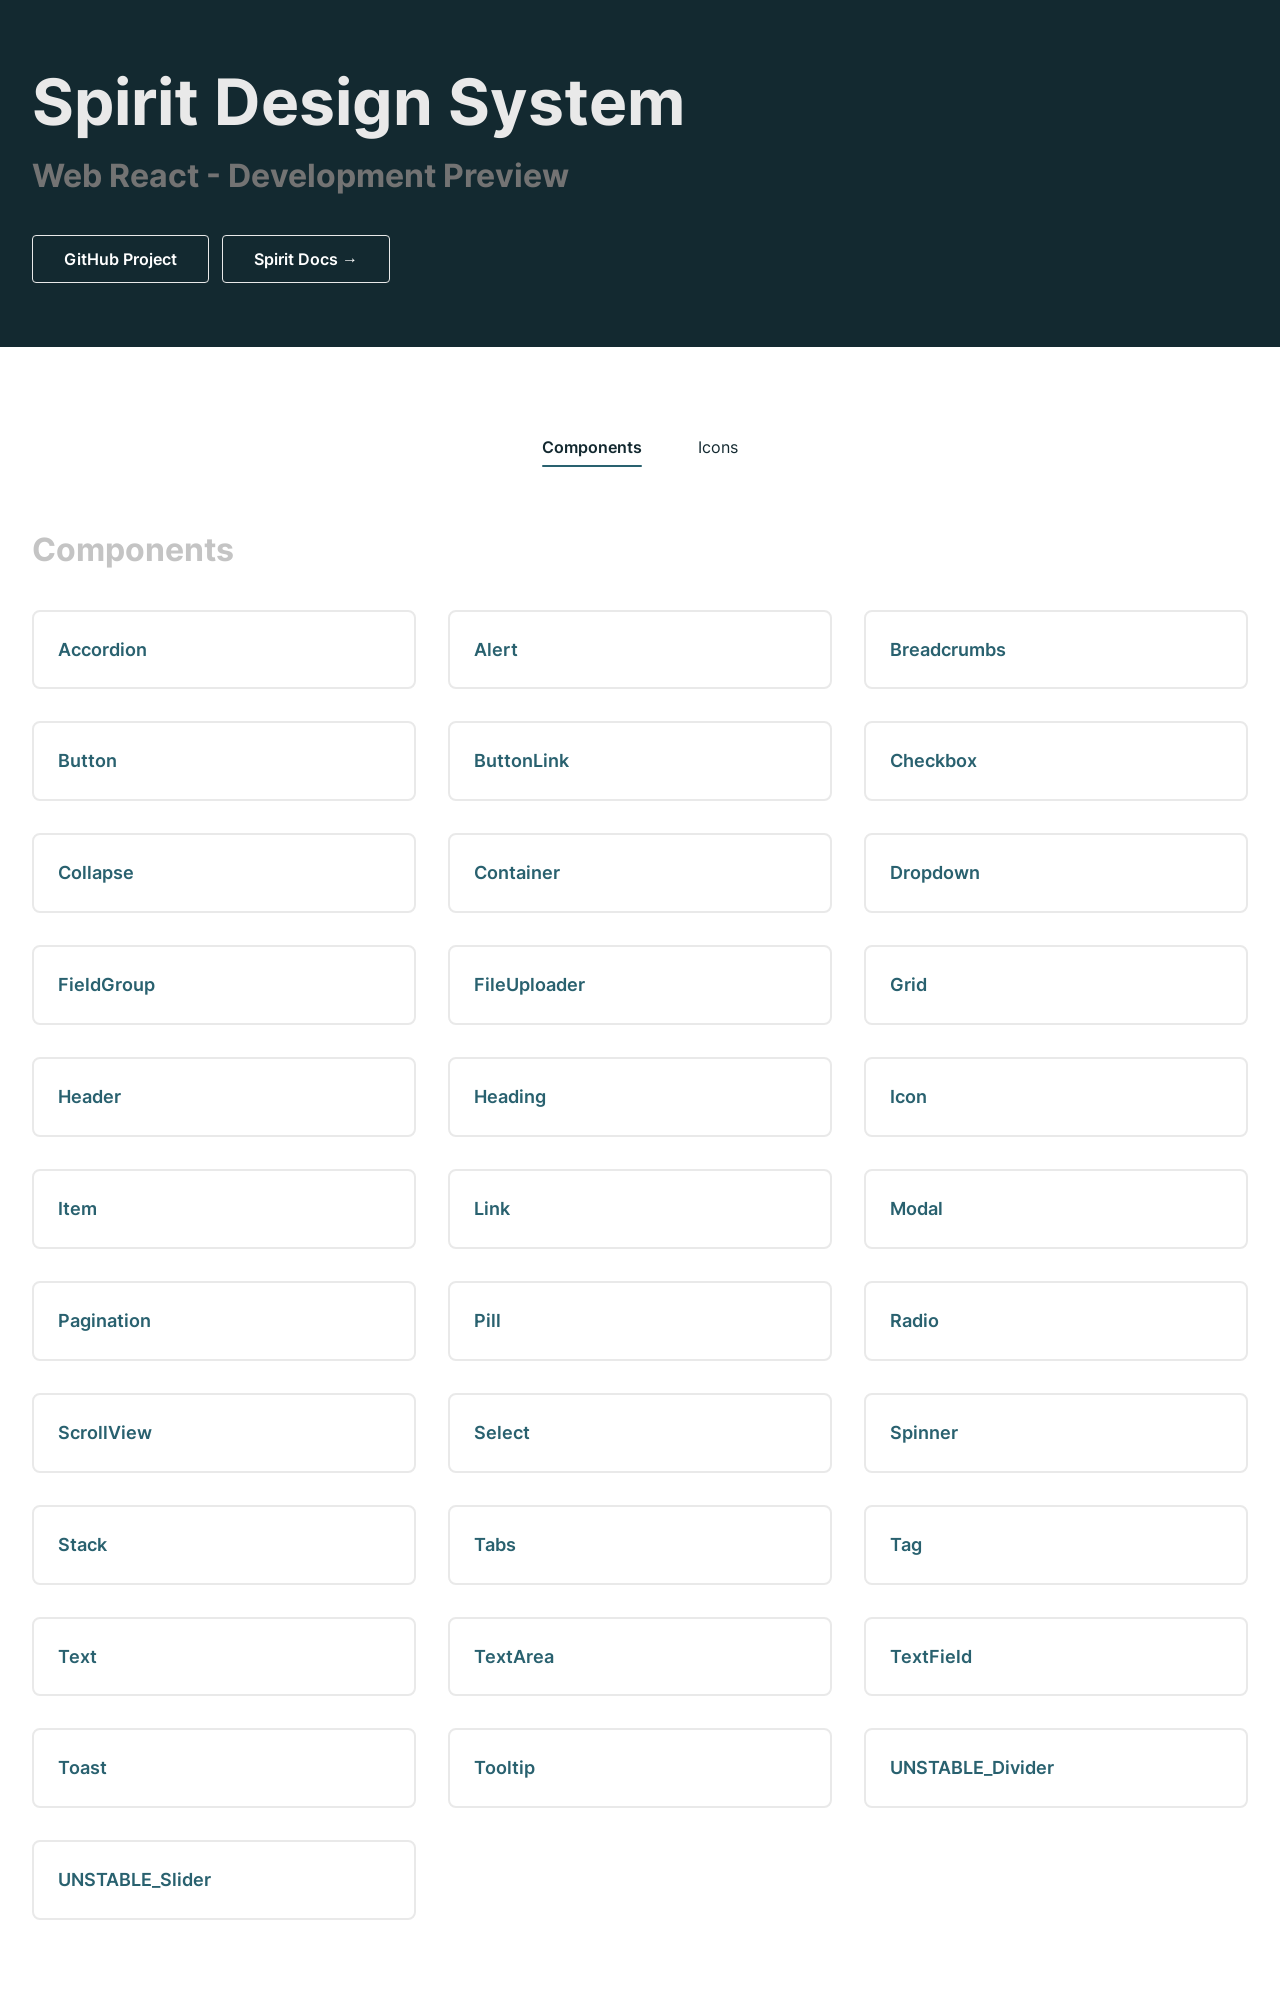 Spirit Design System
Web React - Development Preview
GitHub Project
Spirit Docs →
Components
Icons
Components
Accordion
Alert
Breadcrumbs
Button
ButtonLink
Checkbox
Collapse
Container
Dropdown
FieldGroup
FileUploader
Grid
Header
Heading
Icon
Item
Link
Modal
Pagination
Pill
Radio
ScrollView
Select
Spinner
Stack
Tabs
Tag
Text
TextArea
TextField
Toast
Tooltip
UNSTABLE_Divider
UNSTABLE_Slider